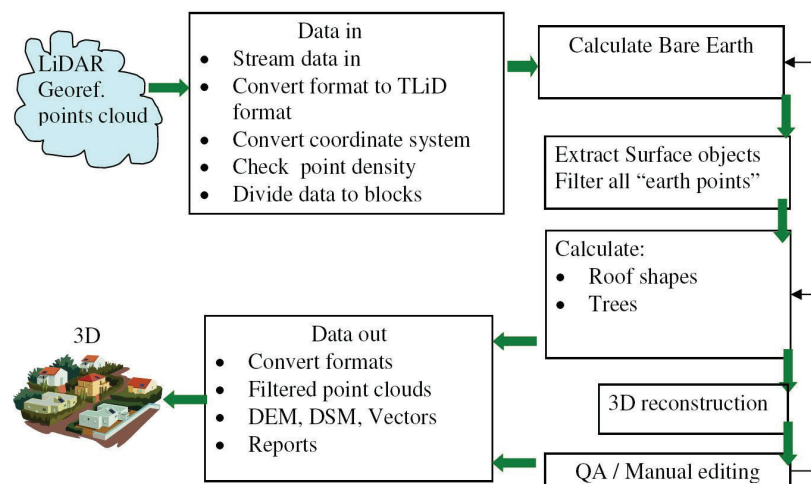 LiDAR
Georef.
points cloud
Data in
• Stream data in
• Convert format to TLiD
format
• Convert coordinate system
• Check point density
• Divide data to blocks
Calculate Bare Earth
Extract Surface objects
Filter all “earth points”
Calculate:
• Roof shapes
• Trees
3D reconstruction
QA / Manual editing
Data out
• Convert formats
• Filtered point clouds
• DEM, DSM, Vectors
• Reports
3D